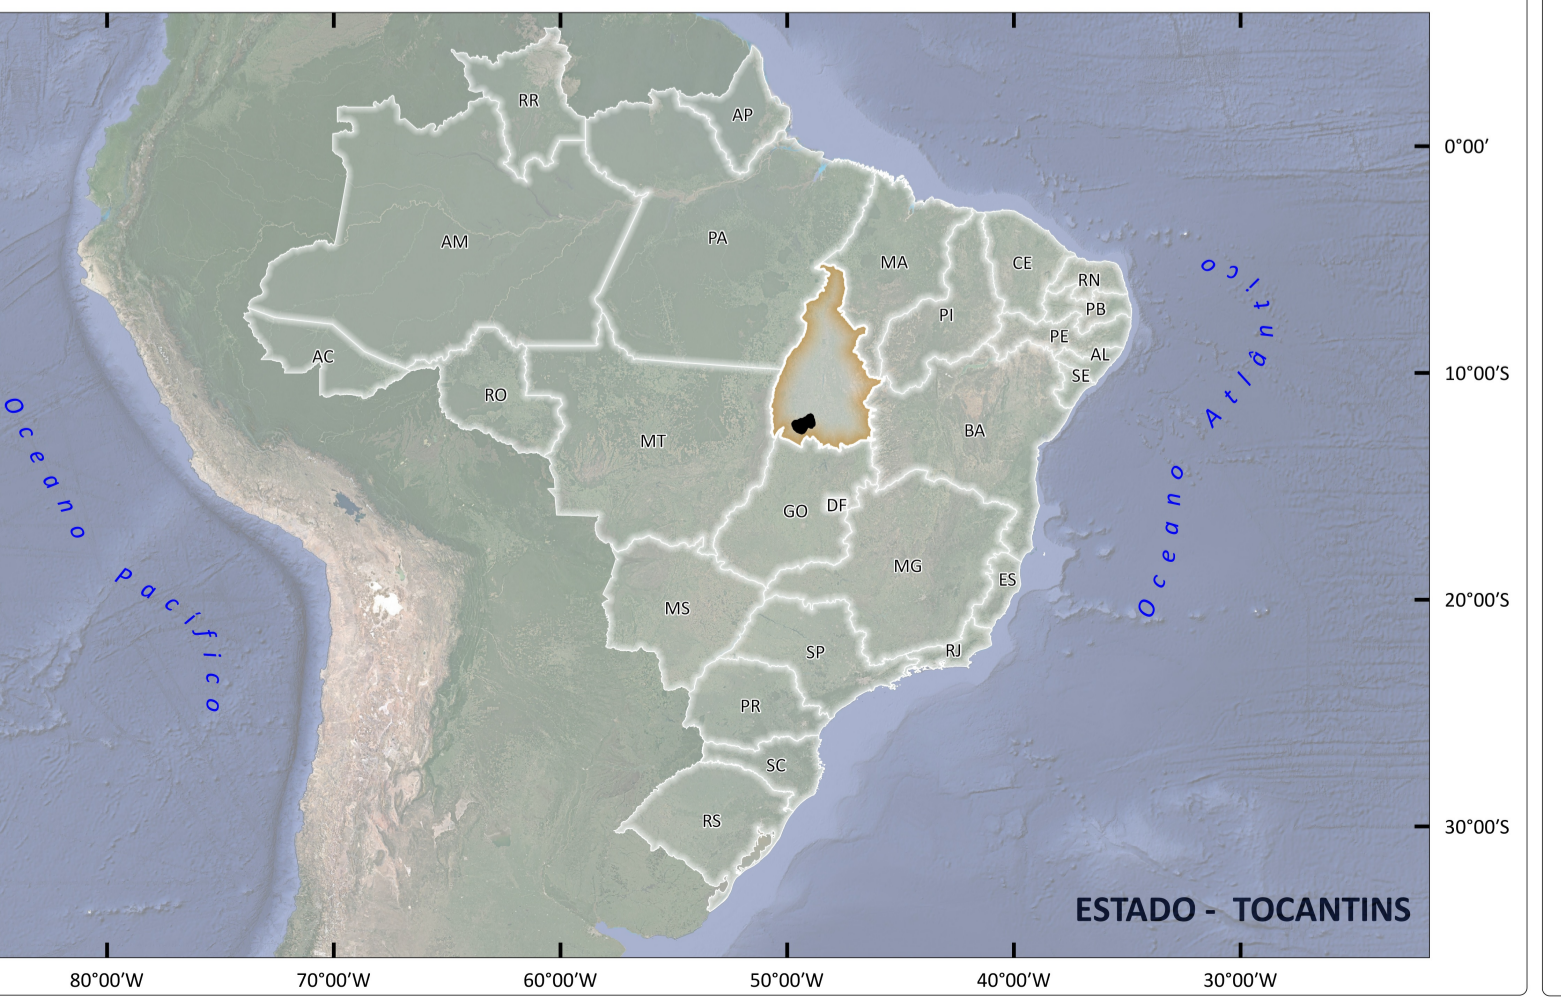 RR
AP
0°00’
AM
PA
MA
CE
RN
PB
PI
PE
AL
AC
SE
10°00’S
RO
MT
BA
GO
DF
MG
ES
20°00’S
MS
SP
RJ
PR
SC
RS
30°00’S
Oceano Pacífico
Oceano Atlântico
ESTADO - TOCANTINS
80°00’W
70°00’W
60°00’W
50°00’W
40°00’W
30°00’W